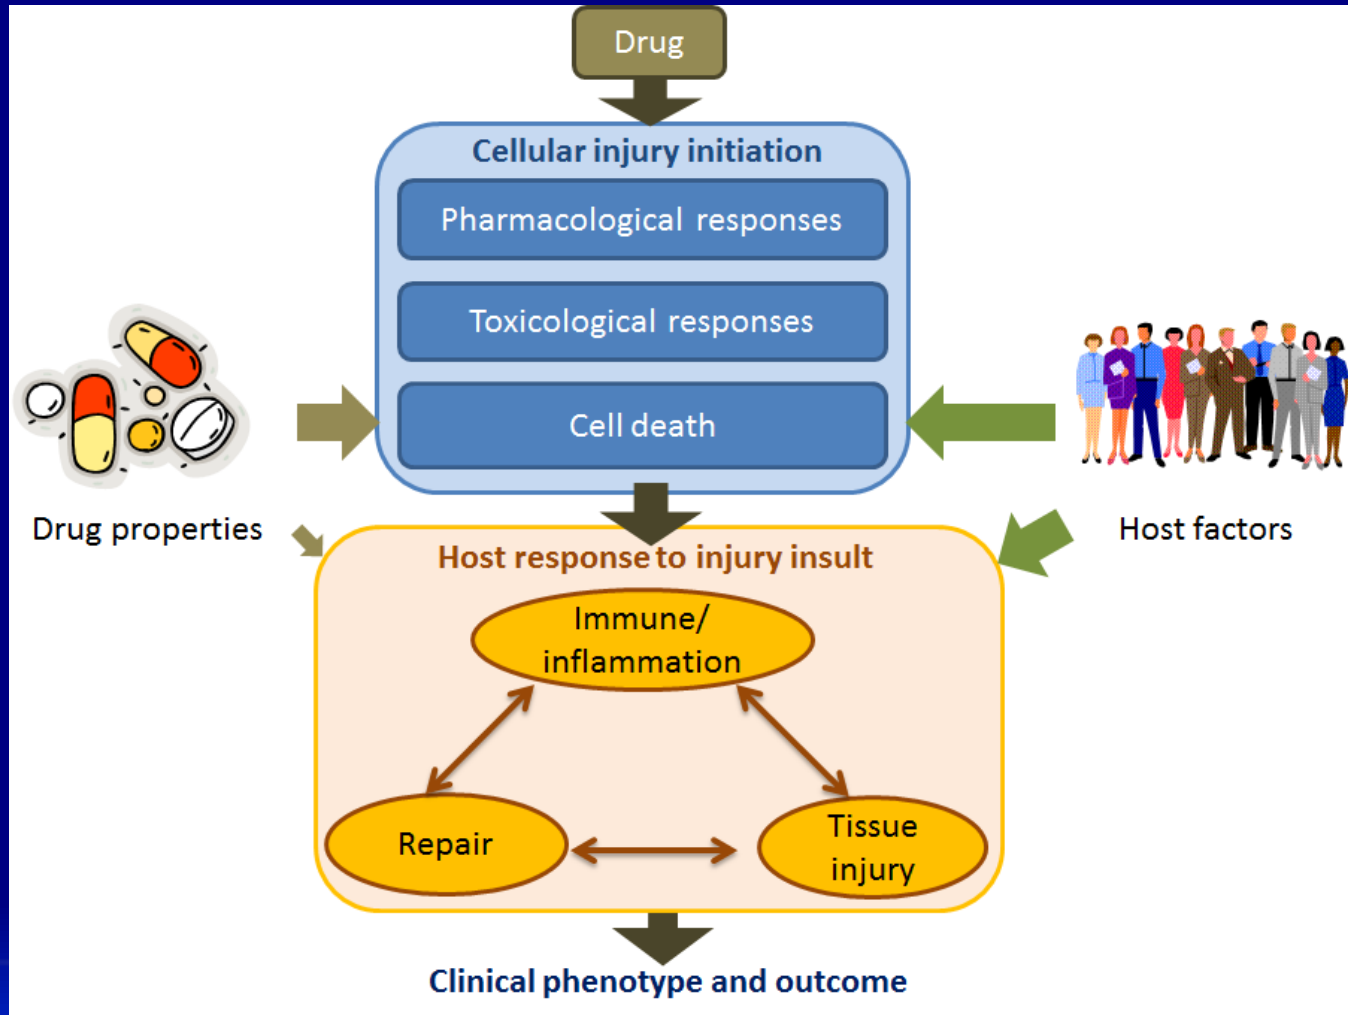 Drug
Cellular injury initiation
Pharmacological responses
Toxicological responses
Cell death
Drug properties
Host factors
Host response to injury insult
Immune/
inflammation
Repair
Tissue
injury
Clinical phenotype and outcome